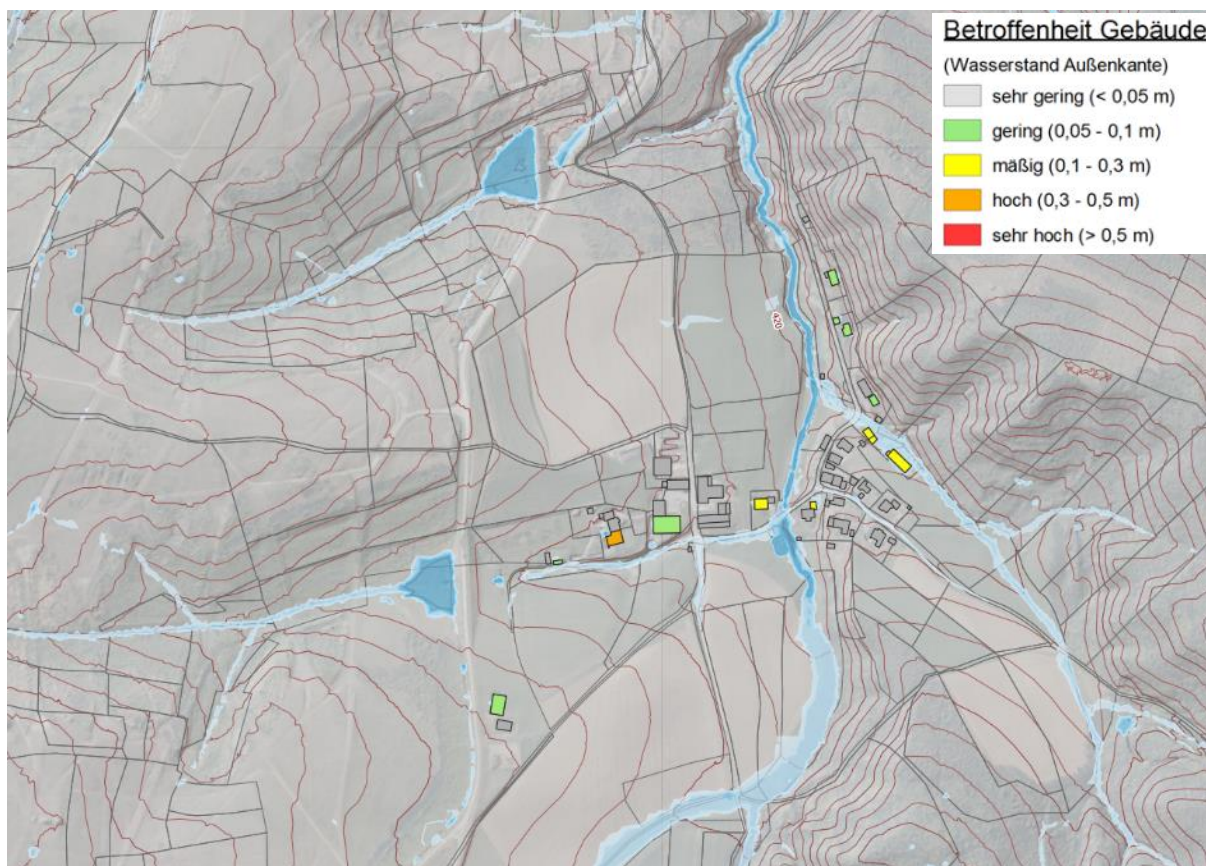 Betroffenheit Gebäude
(Wasserstand Außenkante)
sehr gering (< 0,05 m)
gering (0,05 - 0,1 m)
mäßig (0,1 - 0,3 m)
hoch (0,3 - 0,5 m)
sehr hoch (> 0,5 m)
420